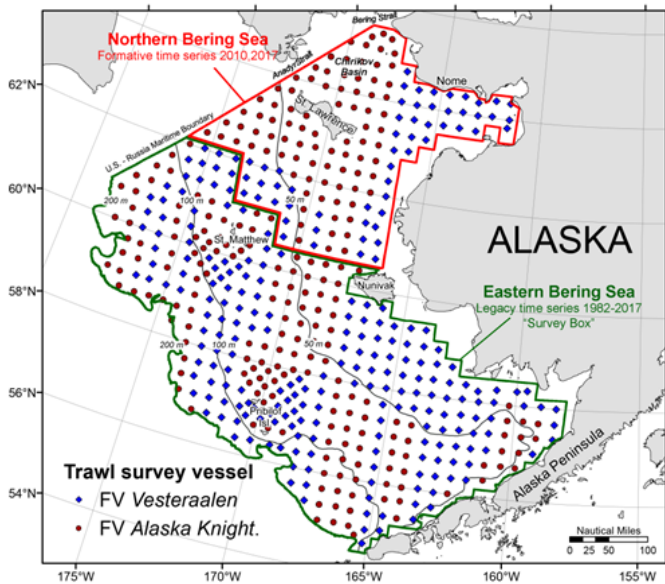 Bering Strait
Northern Bering Sea
Formative time series 2010,2017
Anadyr Strait
Chirikov
Basin
Nome
62°N
St. Lawrence
U.S. - Russia Maritime Boundary
60°N
200 m
100 m
50 m
St. Matthew
ALASKA
58°N
Nunivak
Eastern Bering Sea
Legacy time series 1982-2017
"Survey Box"
200 m
100 m
50 m
56°N
Pribilof
Isl.
Alaska Peninsula
Trawl survey vessel
FV Vesteraalen
FV Alaska Knight.
54°N
Nautical Miles
0 25 50 100
175°W
170°W
165°W
160°W
155°W